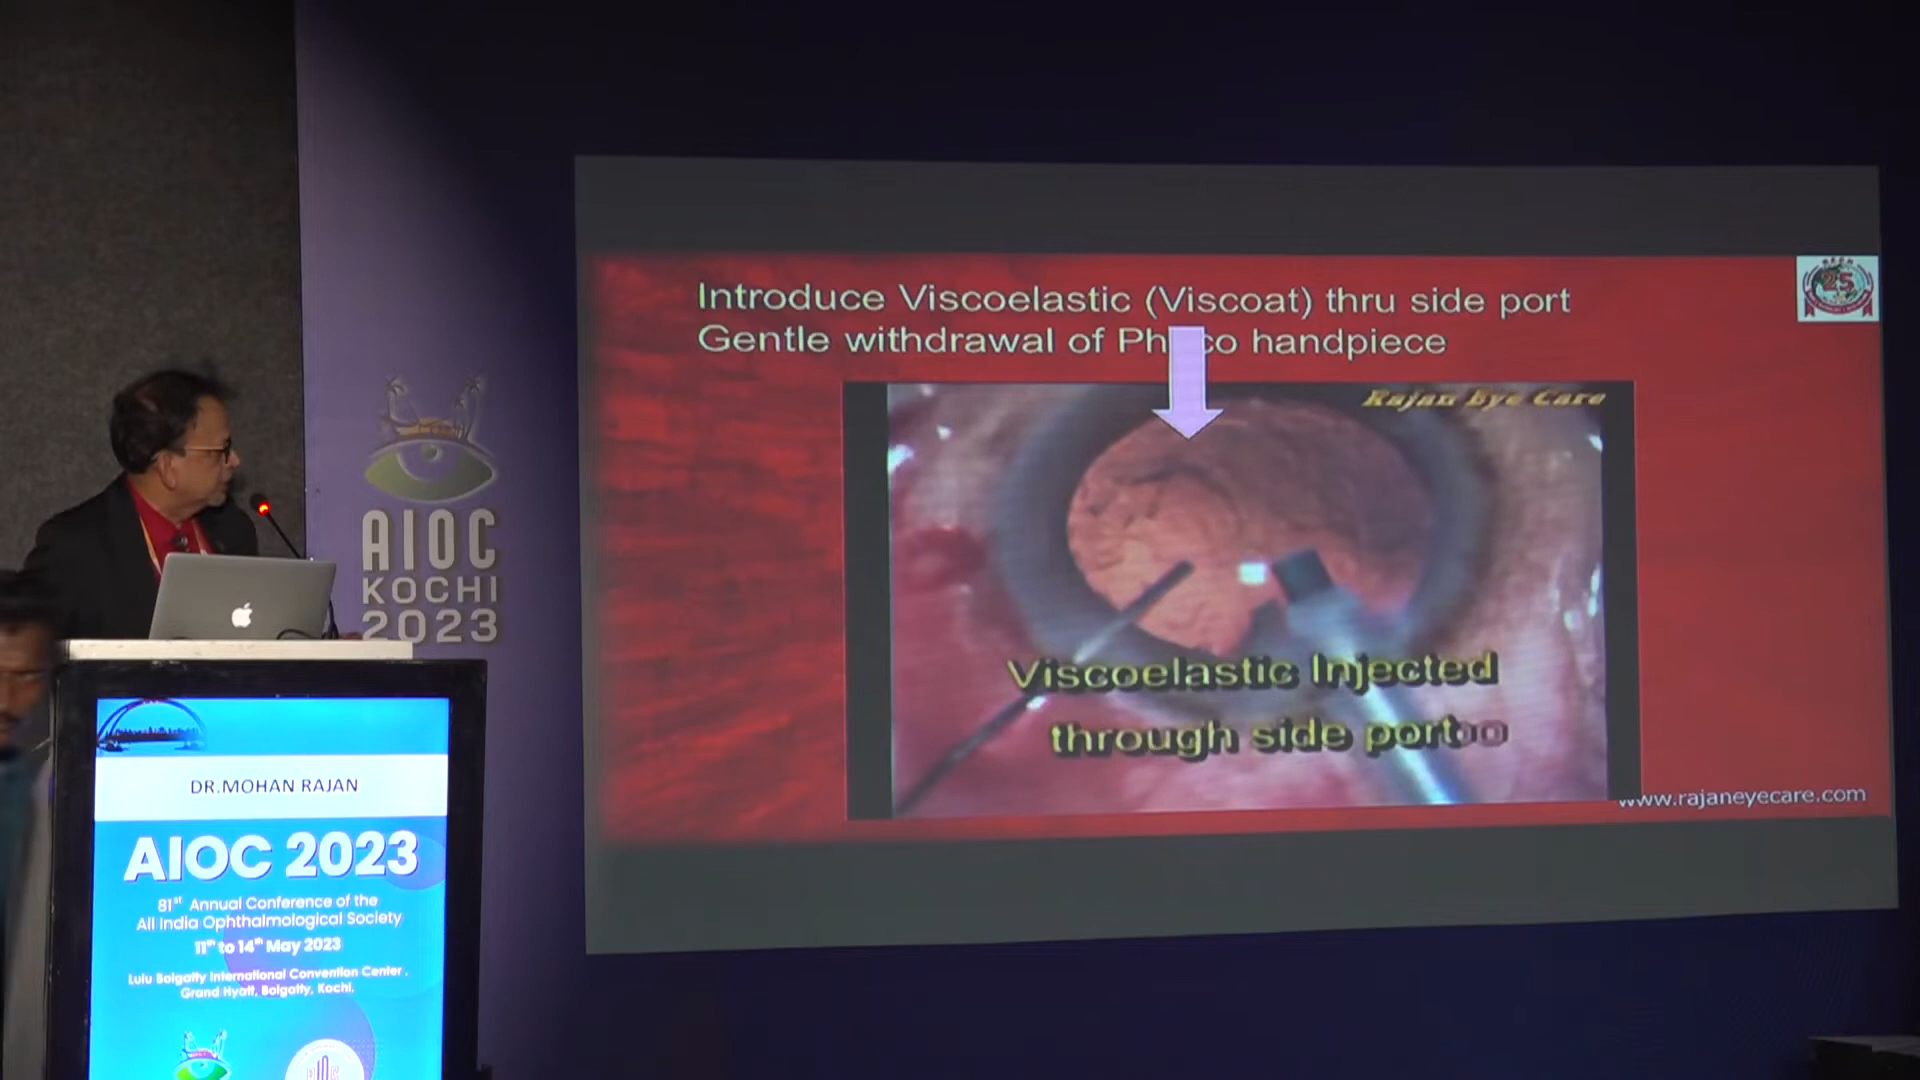 Introduce Viscoelastic (Viscoat) thru side port
Gentle withdrawal of Ph co handpiece
25
Rajan Eye Care
Viscoelastic Injected
through side port
www.rajaneyecare.com
AIOC
KOCHI
2023
DR.MOHAN RAJAN
AIOC 2023
81st Annual Conference of the
All India Ophthalmological Society
11th to 14th May 2023
Lulu Bolgatty International Convention Center,
Grand Hyatt, Bolgatty, Kochi.